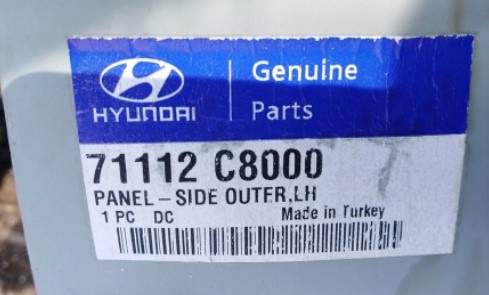 HYUNDAI
Genuine
Parts
71112 C8000
PANEL-SIDE OUTER,LH
1 PC DC Made in Turkey